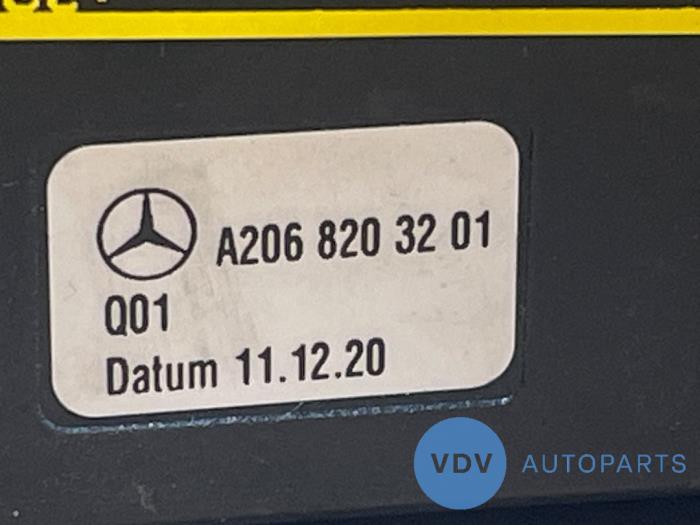 A206 820 32 01
Q01
Datum 11.12.20
VDV AUTOPARTS